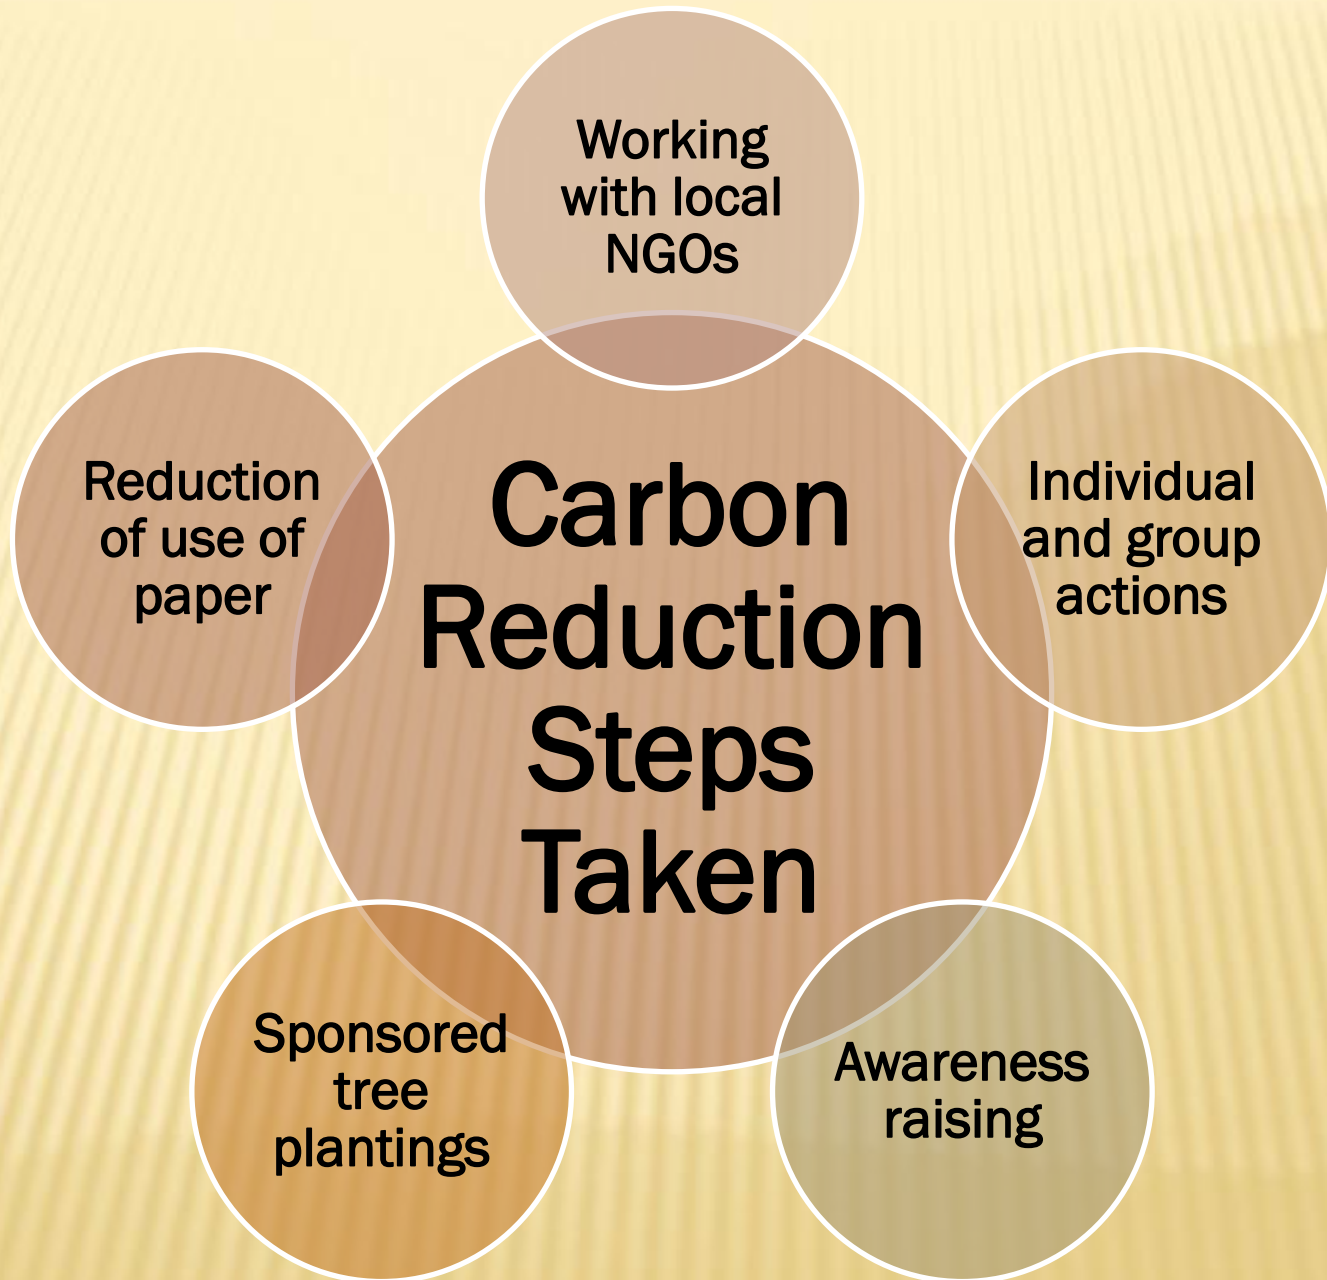 Working
with local
NGOs
Reduction
of use of
paper
Carbon
Reduction
Steps
Taken
Individual
and group
actions
Sponsored
tree
plantings
Awareness
raising